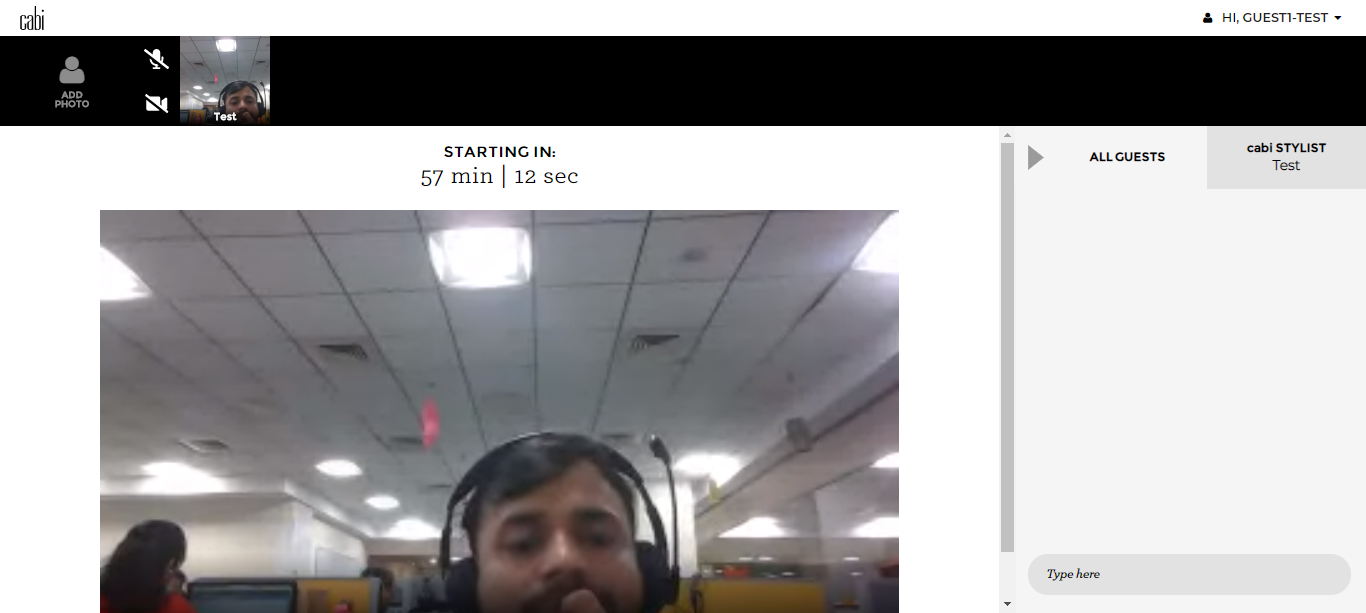 cabi
HI, GUEST1-TEST
ADD
PHOTO
Test
STARTING IN:
57 min | 12 sec
ALL GUESTS
cabi STYLIST
Test
Type here